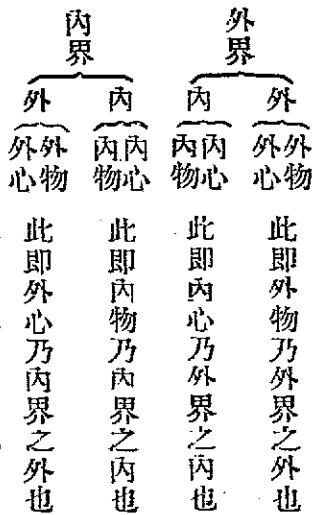 外界
外
外物
外心
此即外物乃外界之外也
內
內心
內物
此即內心乃外界之內也
內界
內
內心
內物
此即內物乃內界之內也
外
外物
外心
此即外心乃內界之外也